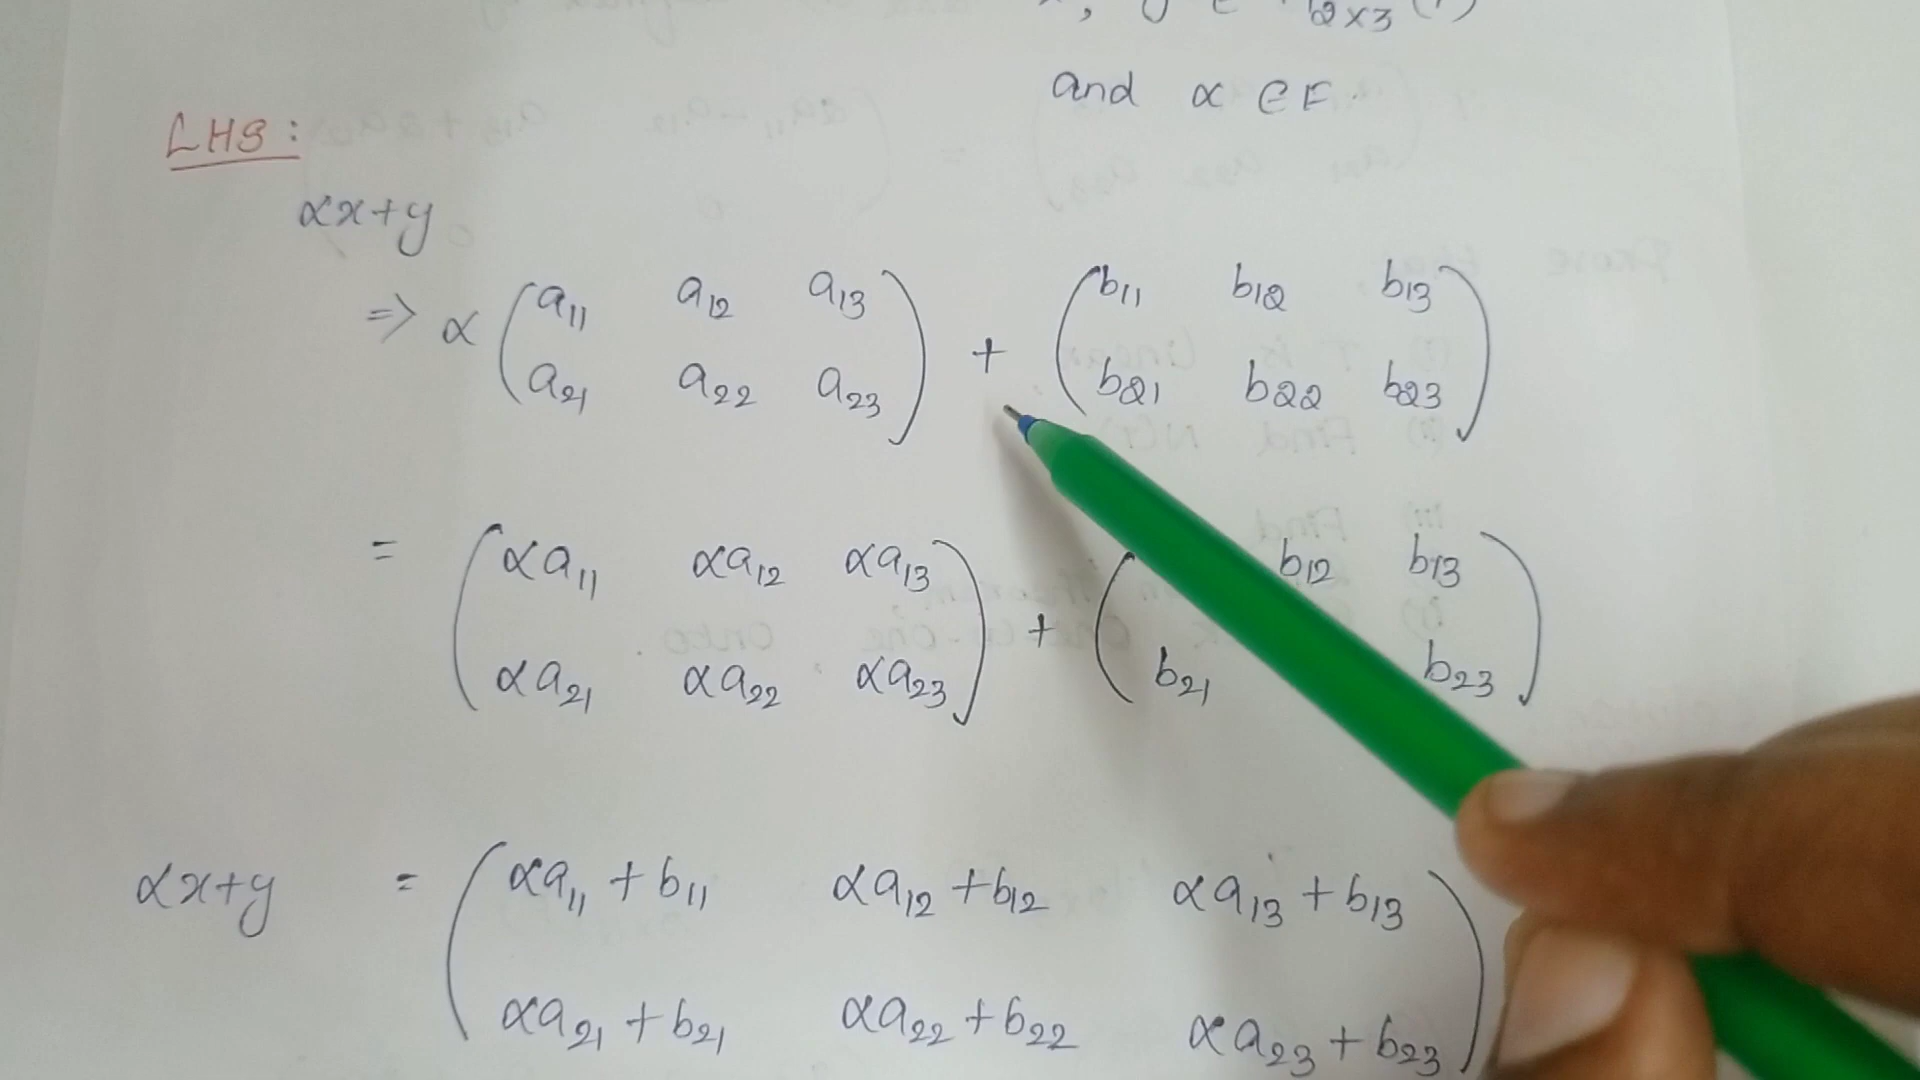 2×3
and α ∈ F.
LHS:
αx+y
=> α ( a11 a12 a13 ) + ( b11 b12 b13 )
( a21 a22 a23 ) ( b21 b22 b23 )
= ( αa11 αa12 αa13 ) + ( b12 b13 )
( αa21 αa22 αa23 ) ( b21 b23 )
αx+y = ( αa11 + b11 αa12 + b12 αa13 + b13 )
( αa21 + b21 αa22 + b22 αa23 + b23 )